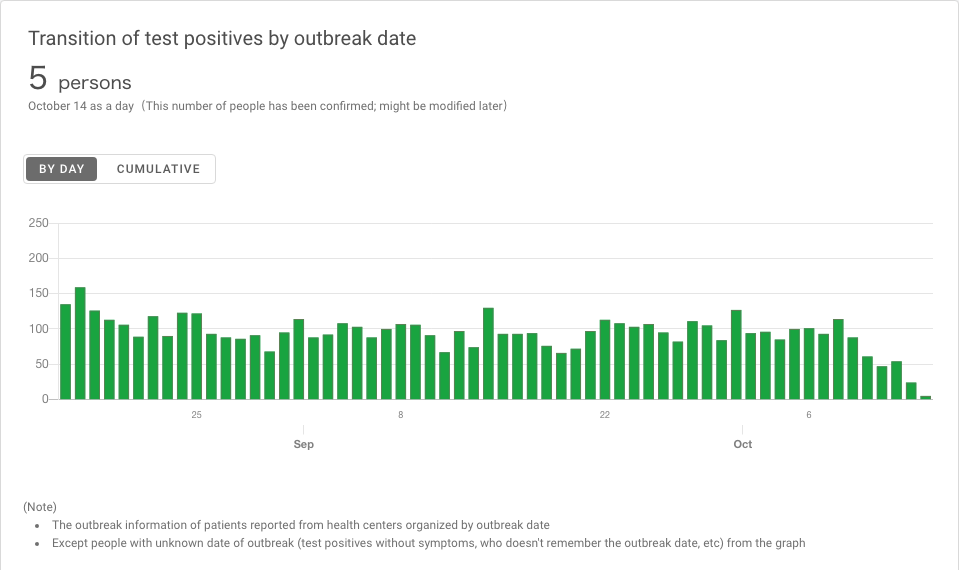 Transition of test positives by outbreak date
5 persons
October 14 as a day（This number of people has been confirmed; might be modified later）
BY DAY CUMULATIVE
250
200
150
100
50
0
25 8 22 6
Sep Oct
(Note)
• The outbreak information of patients reported from health centers organized by outbreak date
• Except people with unknown date of outbreak (test positives without symptoms, who doesn't remember the outbreak date, etc) from the graph